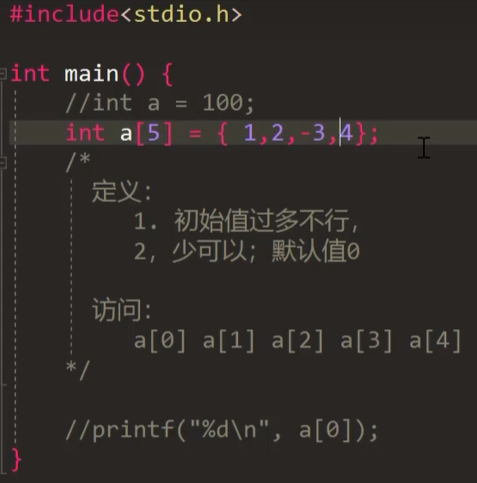 #include<stdio.h>
int main() {
//int a = 100;
int a[5] = { 1,2,-3,4};
/*
定义:
1. 初始值过多不行,
2, 少可以; 默认值0
访问:
a[0] a[1] a[2] a[3] a[4]
*/
//printf("%d\n", a[0]);
}